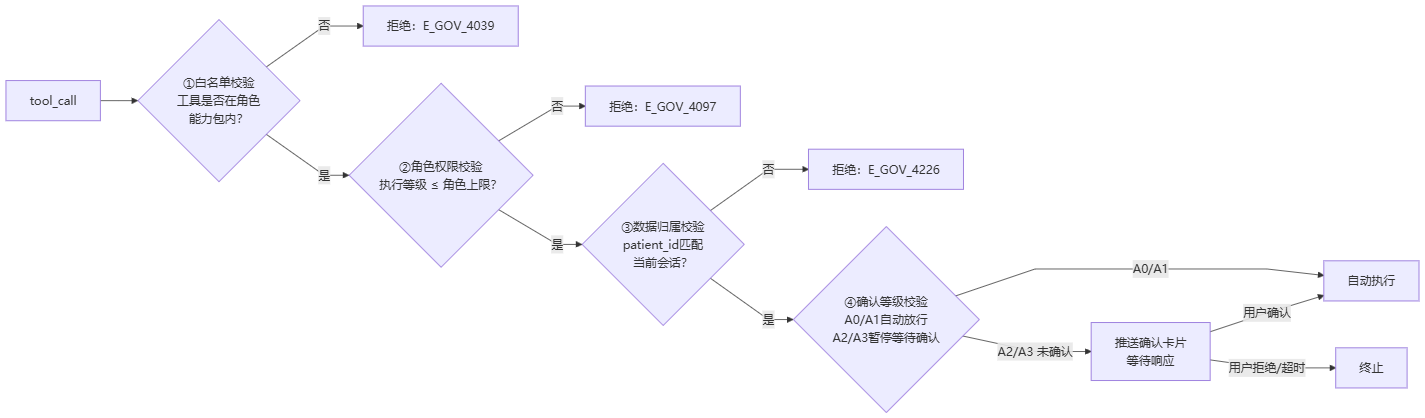 tool_call
①白名单校验
工具是否在角色
能力包内？
否
拒绝：E_GOV_4039
是
②角色权限校验
执行等级 ≤ 角色上限？
否
拒绝：E_GOV_4097
是
③数据归属校验
patient_id匹配
当前会话？
否
拒绝：E_GOV_4226
是
④确认等级校验
A0/A1自动放行
A2/A3暂停等待确认
A0/A1
自动执行
A2/A3 未确认
推送确认卡片
等待响应
用户确认
用户拒绝/超时
终止